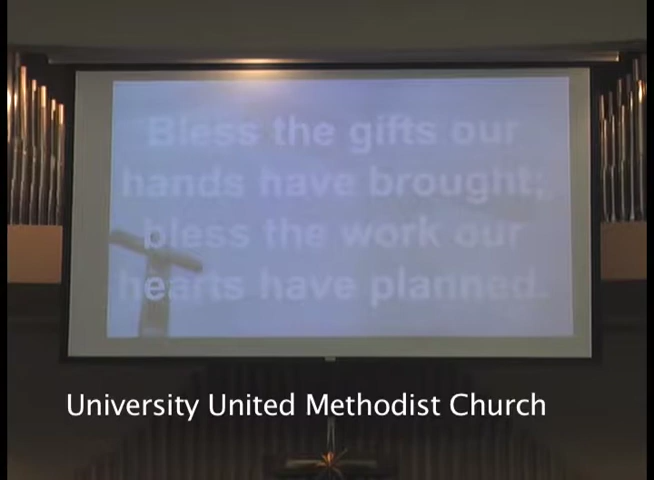 Bless the gifts our
hands have brought;
bless the work our
hearts have planned.
University United Methodist Church